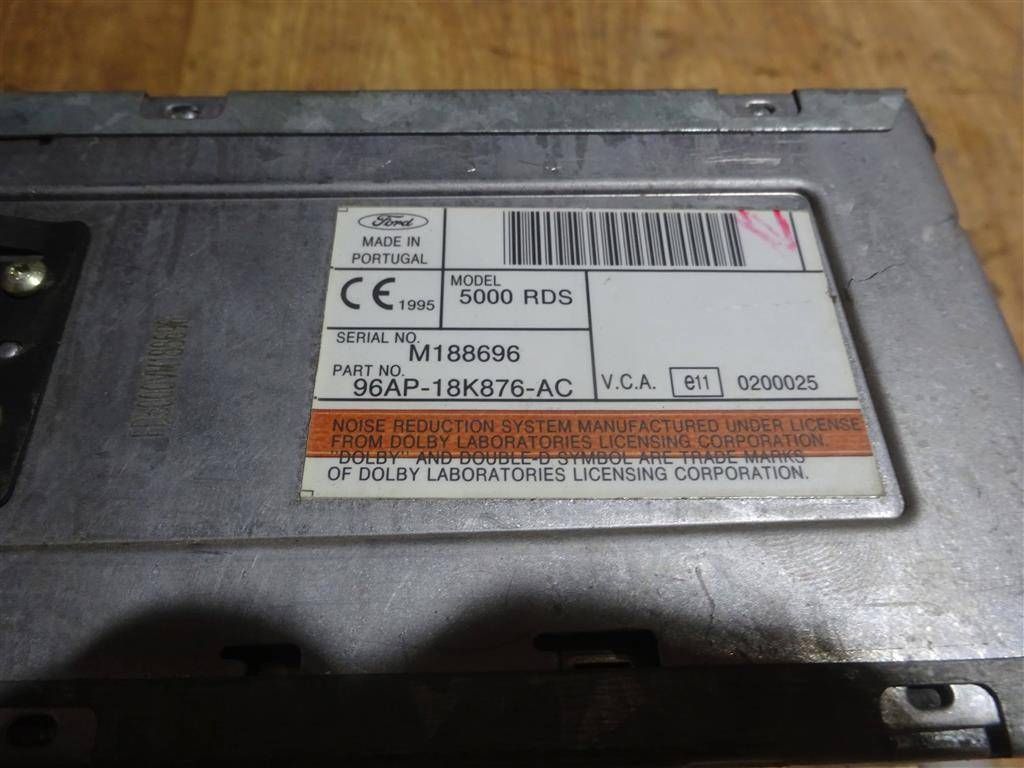 Ford
MADE IN
PORTUGAL
CE 1995
MODEL
5000 RDS
SERIAL NO.
M188696
PART NO.
96AP-18K876-AC
V.C.A. e11 0200025
NOISE REDUCTION SYSTEM MANUFACTURED UNDER LICENSE
FROM DOLBY LABORATORIES LICENSING CORPORATION.
"DOLBY" AND DOUBLE-D SYMBOL ARE TRADE MARKS
OF DOLBY LABORATORIES LICENSING CORPORATION.